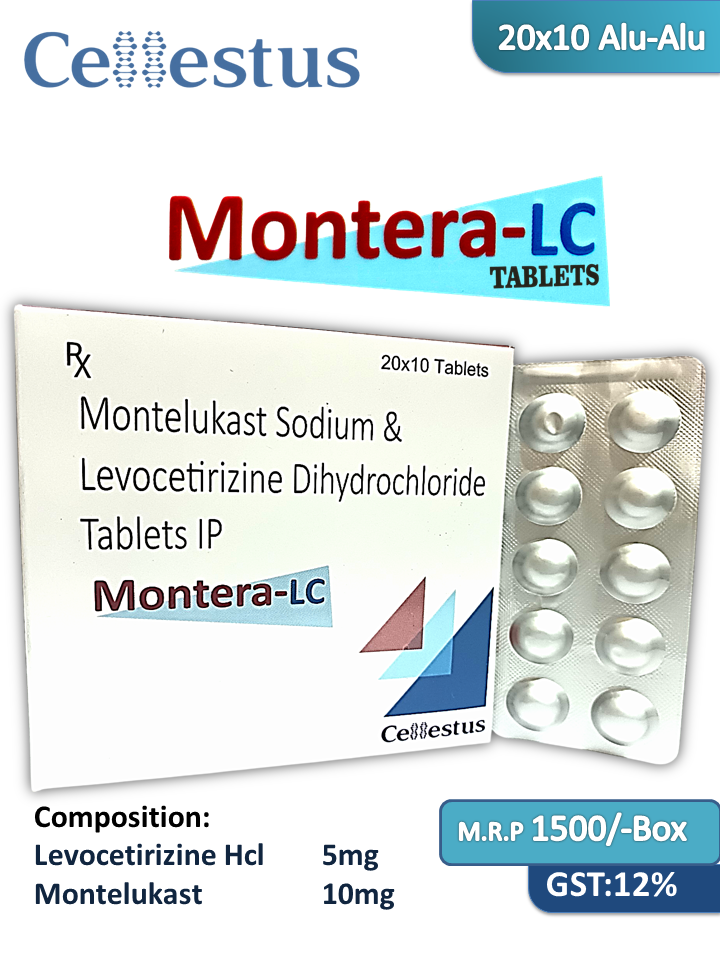 Cellestus
20x10 Alu-Alu
Montera-LC
TABLETS
Rx
20x10 Tablets
Montelukast Sodium &
Levocetirizine Dihydrochloride
Tablets IP
Montera-LC
Cellestus
Composition:
Levocetirizine Hcl 5mg
Montelukast 10mg
M.R.P 1500/-Box
GST:12%